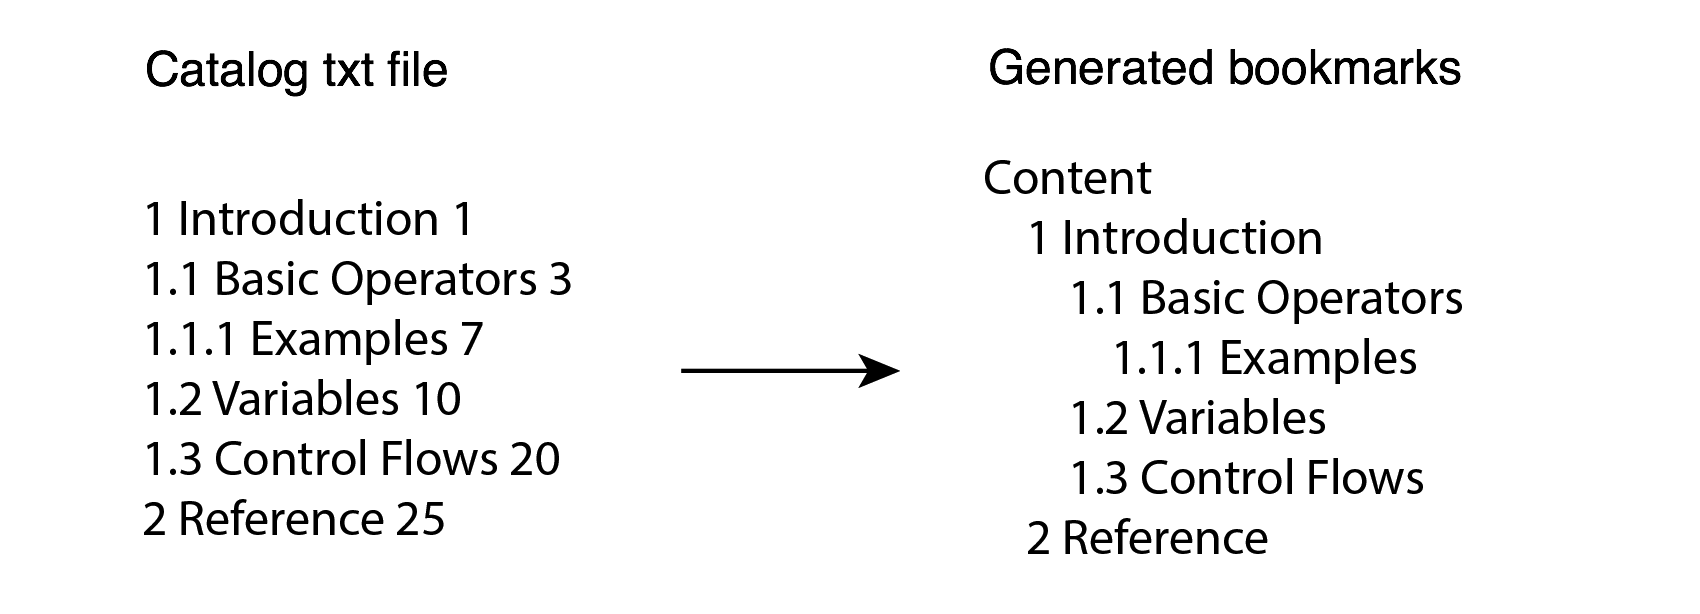 Catalog txt file
1 Introduction 1
1.1 Basic Operators 3
1.1.1 Examples 7
1.2 Variables 10
1.3 Control Flows 20
2 Reference 25
Generated bookmarks
Content
1 Introduction
1.1 Basic Operators
1.1.1 Examples
1.2 Variables
1.3 Control Flows
2 Reference